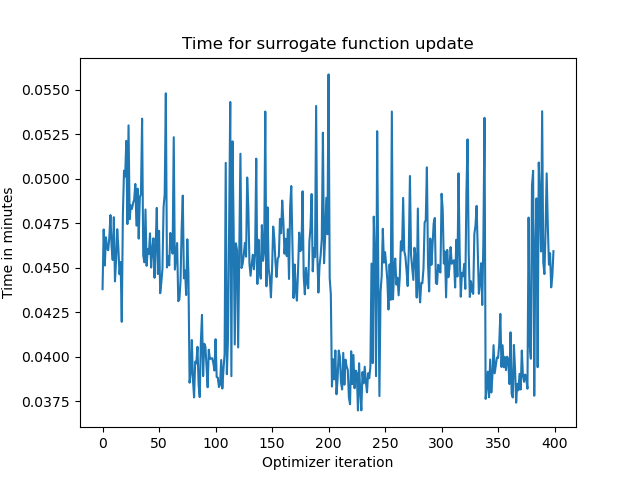 Time for surrogate function update
Time in minutes
0.0550
0.0525
0.0500
0.0475
0.0450
0.0425
0.0400
0.0375
0 50 100 150 200 250 300 350 400
Optimizer iteration